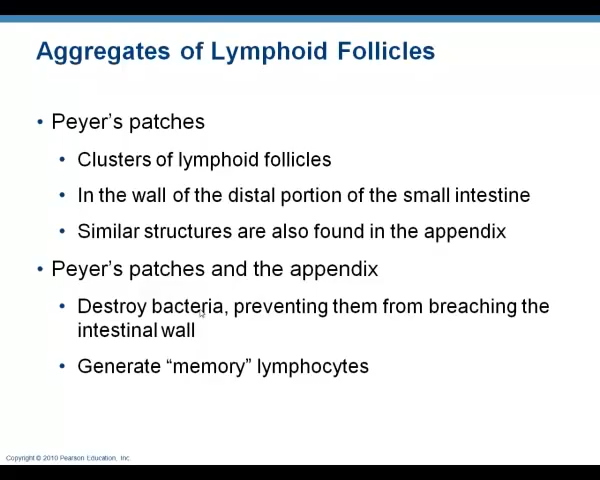 Aggregates of Lymphoid Follicles
• Peyer’s patches
• Clusters of lymphoid follicles
• In the wall of the distal portion of the small intestine
• Similar structures are also found in the appendix
• Peyer’s patches and the appendix
• Destroy bacteria, preventing them from breaching the
intestinal wall
• Generate “memory” lymphocytes
Copyright © 2010 Pearson Education, Inc.